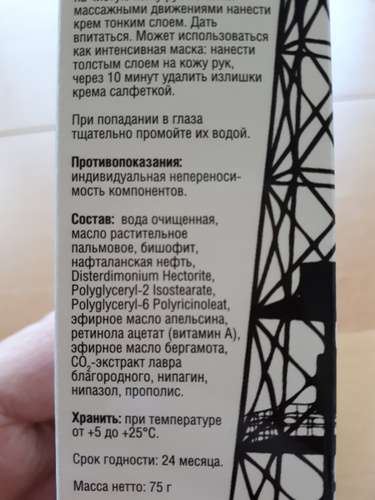 массажными движениями нанести
крем тонким слоем. Дать
впитаться. Может использоваться
как интенсивная маска: нанести
толстым слоем на кожу рук,
через 10 минут удалить излишки
крема салфеткой.
При попадании в глаза
тщательно промойте их водой.
Противопоказания:
индивидуальная непереноси-
мость компонентов.
Состав: вода очищенная,
масло растительное
пальмовое, бишофит,
нафталанская нефть,
Disterdimonium Hectorite,
Polyglyceryl-2 Isostearate,
Polyglyceryl-6 Polyricinoleat,
эфирное масло апельсина,
ретинола ацетат (витамин А),
эфирное масло бергамота,
CO2-экстракт лавра
благородного, нипагин,
нипазол, прополис.
Хранить: при температуре
от +5 до +25°С.
Срок годности: 24 месяца.
Масса нетто: 75 г